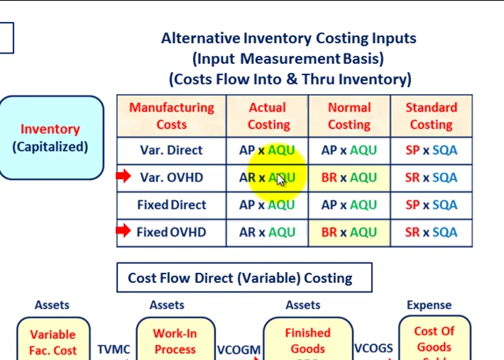 Alternative Inventory Costing Inputs
(Input Measurement Basis)
(Costs Flow Into & Thru Inventory)
Inventory
(Capitalized)
Manufacturing Costs Actual Costing Normal Costing Standard Costing
Var. Direct AP x AQU AP x AQU SP x SQA
Var. OVHD AR x AQU BR x AQU SR x SQA
Fixed Direct AP x AQU AP x AQU SP x SQA
Fixed OVHD AR x AQU BR x AQU SR x SQA
Cost Flow Direct (Variable) Costing
Assets Assets Assets Expense
Variable Work-In Finished Cost Of
Fac. Cost TVMC Process VCOGM Goods VCOGS Goods